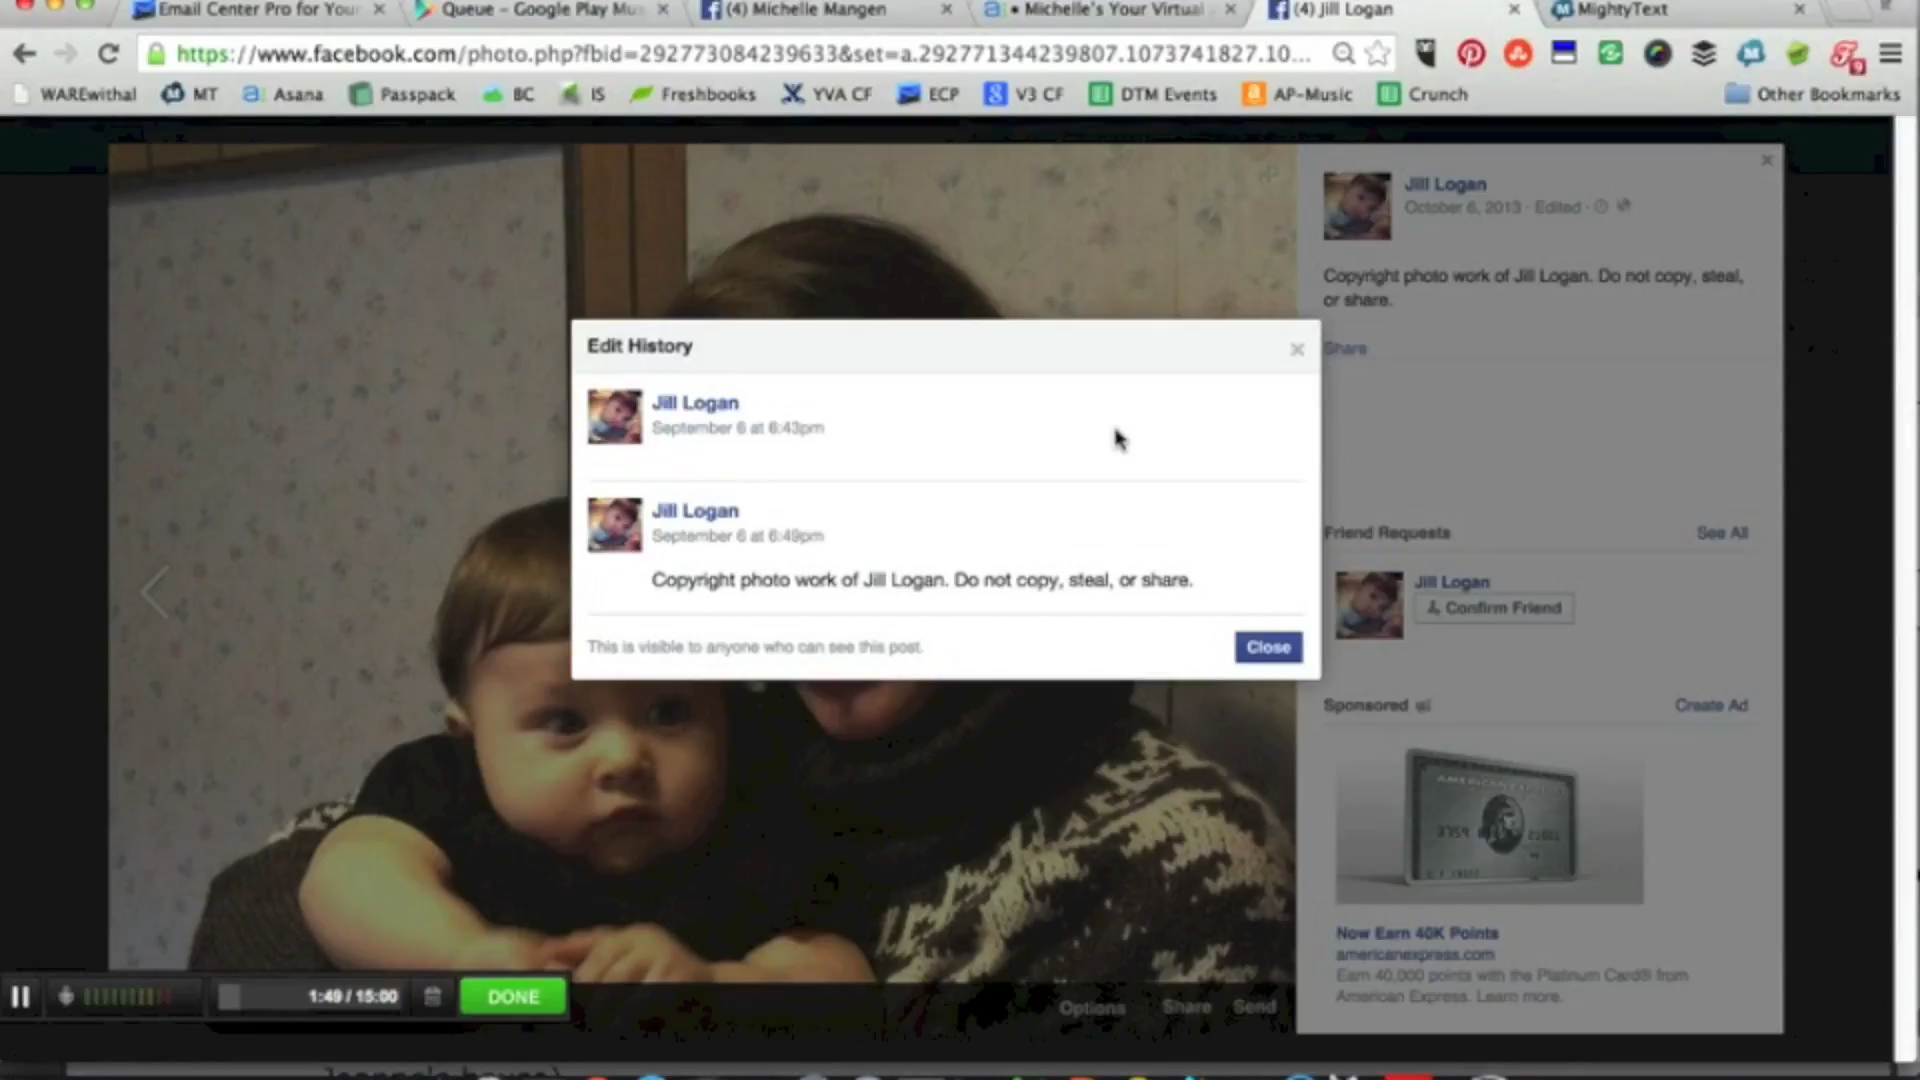 Email Center Pro for Your
Queue - Google Play Mus
(4) Michelle Mangen
• Michelle's Your Virtual
(4) Jill Logan
MightyText
https://www.facebook.com/photo.php?fbid=292773084239633&set=a.292771344239807.1073741827.10...
WAREwithal
MT
Asana
Passpack
BC
IS
Freshbooks
YVA CF
ECP
V3 CF
DTM Events
AP-Music
Crunch
Other Bookmarks
Jill Logan
October 6, 2013 · Edited ·
Copyright photo work of Jill Logan. Do not copy, steal,
or share.
Share
Edit History
Jill Logan
September 6 at 6:43pm
Jill Logan
September 6 at 6:49pm
Copyright photo work of Jill Logan. Do not copy, steal, or share.
This is visible to anyone who can see this post.
Close
Friend Requests
See All
Jill Logan
Confirm Friend
Sponsored
Create Ad
AMERICAN EXPRESS
Now Earn 40K Points
americanexpress.com
Earn 40,000 points with the Platinum Card® from
American Express. Learn more.
1:49 / 15:00
DONE
Options
Share
Send